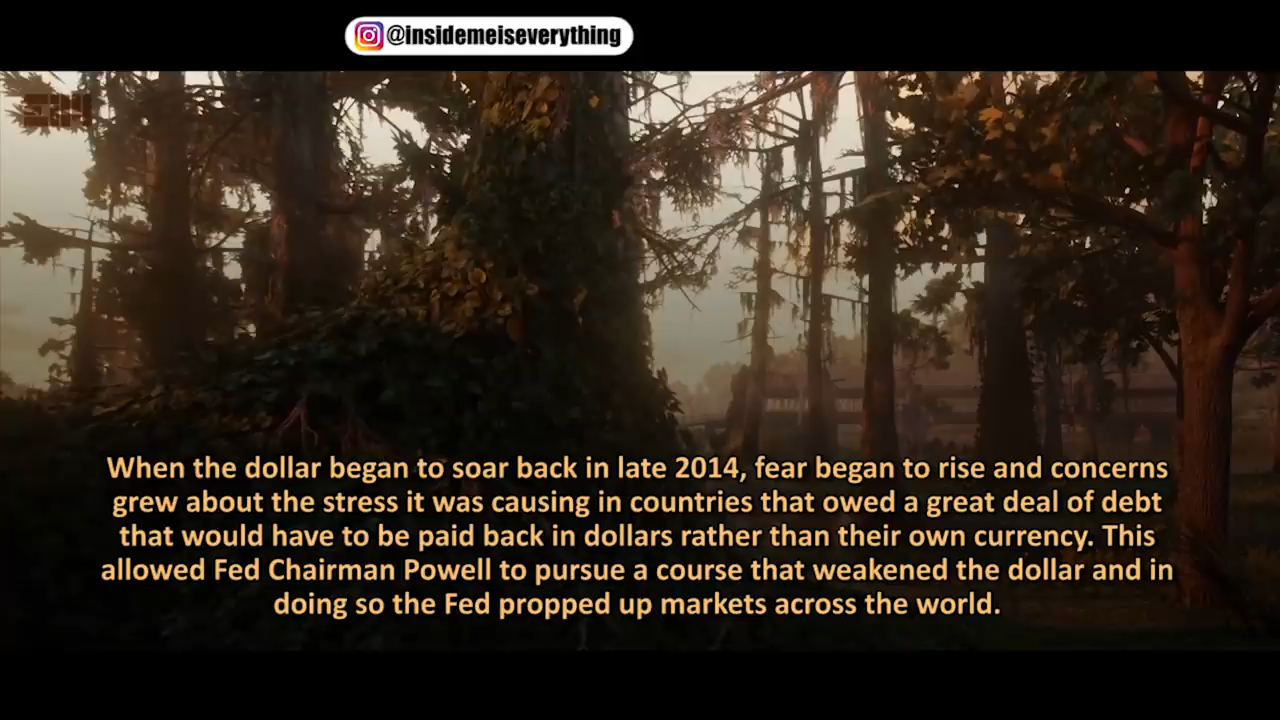 @insidemeiseverything
When the dollar began to soar back in late 2014, fear began to rise and concerns
grew about the stress it was causing in countries that owed a great deal of debt
that would have to be paid back in dollars rather than their own currency. This
allowed Fed Chairman Powell to pursue a course that weakened the dollar and in
doing so the Fed propped up markets across the world.